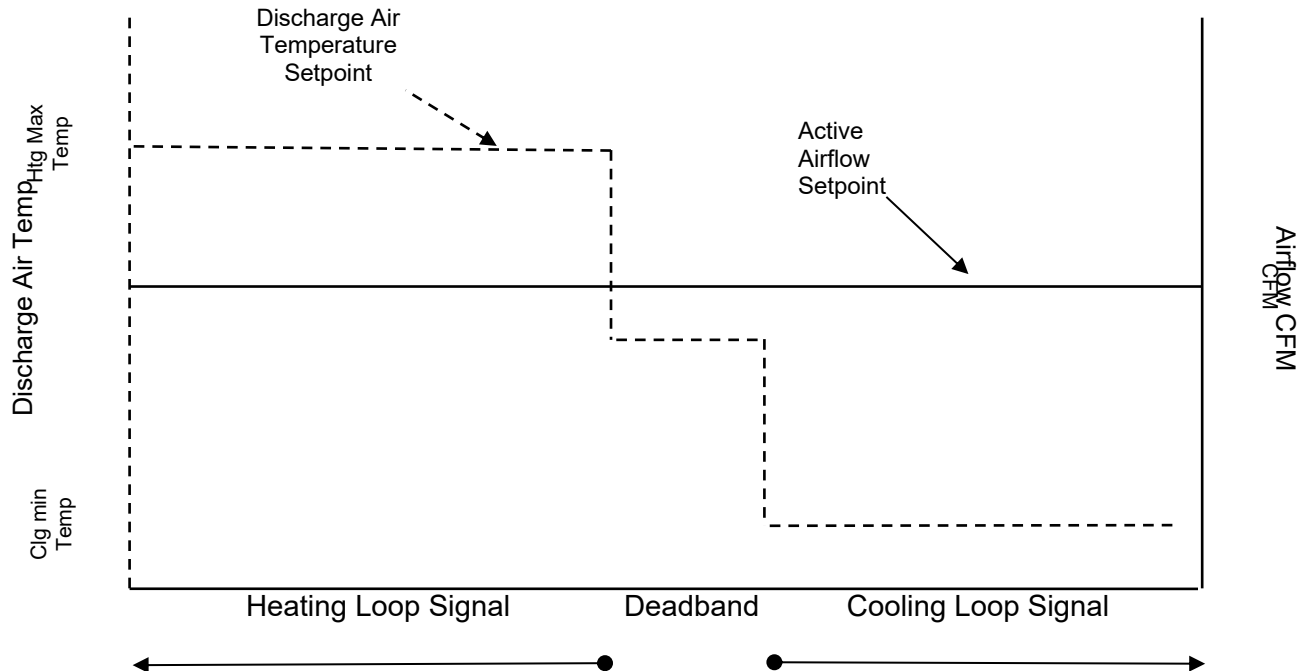 Discharge Air
Temperature
Setpoint
Htg Max
Temp
Discharge Air Temp
Active
Airflow
Setpoint
Airflow CFM
CFM
Clg min
Temp
Heating Loop Signal
Deadband
Cooling Loop Signal